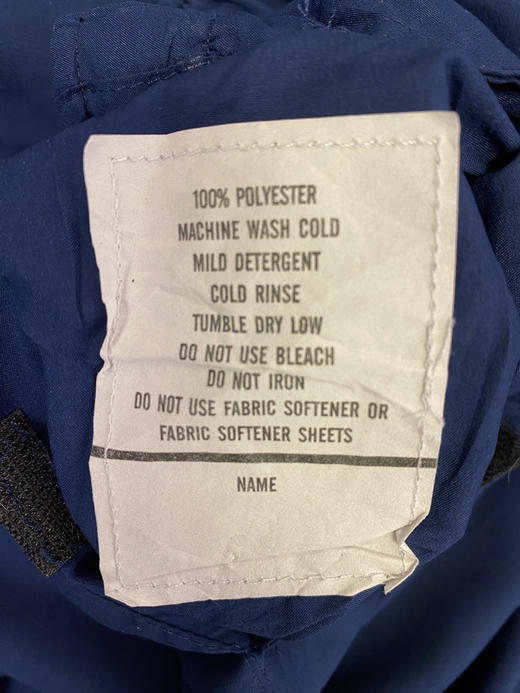 100% POLYESTER
MACHINE WASH COLD
MILD DETERGENT
COLD RINSE
TUMBLE DRY LOW
DO NOT USE BLEACH
DO NOT IRON
DO NOT USE FABRIC SOFTENER OR
FABRIC SOFTENER SHEETS
NAME